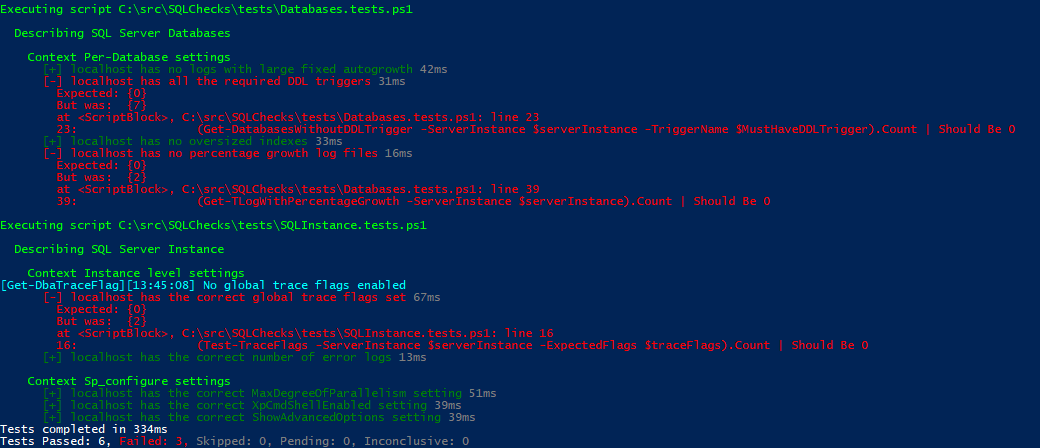 Executing script C:\src\SQLChecks\tests\Databases.tests.ps1
Describing SQL Server Databases
Context Per-Database settings
[+] localhost has no logs with large fixed autogrowth 42ms
[-] localhost has all the required DDL triggers 31ms
Expected: {0}
But was:  {7}
at <ScriptBlock>, C:\src\SQLChecks\tests\Databases.tests.ps1: line 23
23:                 (Get-DatabasesWithoutDDLTrigger -ServerInstance $serverInstance -TriggerName $MustHaveDDLTrigger).Count | Should Be 0
[+] localhost has no oversized indexes 33ms
[-] localhost has no percentage growth log files 16ms
Expected: {0}
But was:  {2}
at <ScriptBlock>, C:\src\SQLChecks\tests\Databases.tests.ps1: line 39
39:                 (Get-TLogWithPercentageGrowth -ServerInstance $serverInstance).Count | Should Be 0
Executing script C:\src\SQLChecks\tests\SQLInstance.tests.ps1
Describing SQL Server Instance
Context Instance level settings
[Get-DbaTraceFlag][13:45:08] No global trace flags enabled
[-] localhost has the correct global trace flags set 67ms
Expected: {0}
But was:  {2}
at <ScriptBlock>, C:\src\SQLChecks\tests\SQLInstance.tests.ps1: line 16
16:                 (Test-TraceFlags -ServerInstance $serverInstance -ExpectedFlags $traceFlags).Count | Should Be 0
[+] localhost has the correct number of error logs 13ms
Context Sp_configure settings
[+] localhost has the correct MaxDegreeOfParallelism setting 51ms
[+] localhost has the correct XpCmdShellEnabled setting 39ms
[+] localhost has the correct ShowAdvancedOptions setting 39ms
Tests completed in 334ms
Tests Passed: 6, Failed: 3, Skipped: 0, Pending: 0, Inconclusive: 0